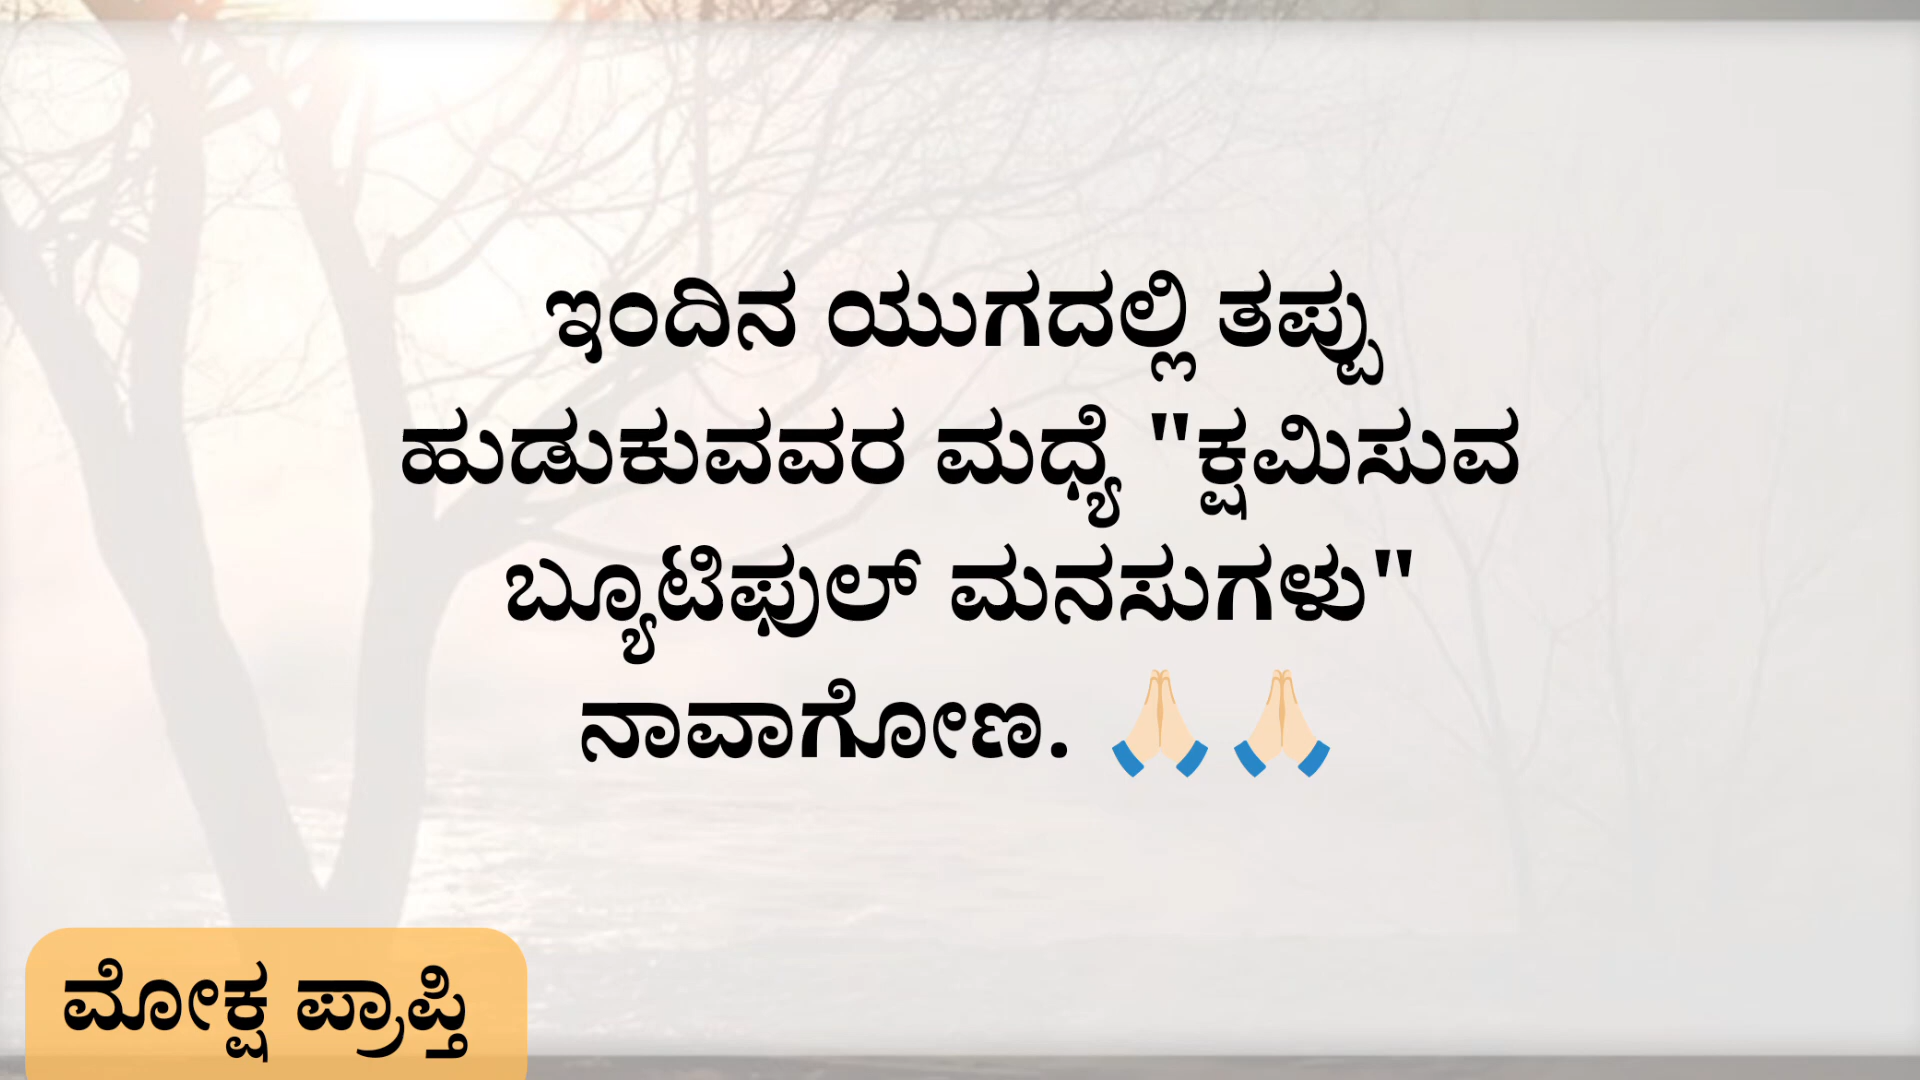 ಇಂದಿನ ಯುಗದಲ್ಲಿ ತಪ್ಪು
ಹುಡುಕುವವರ ಮಧ್ಯೆ "ಕ್ಷಮಿಸುವ
ಬ್ಯೂಟಿಫುಲ್ ಮನಸುಗಳು"
ನಾವಾಗೋಣ. 🙏🏻🙏🏻
ಮೋಕ್ಷ ಪ್ರಾಪ್ತಿ